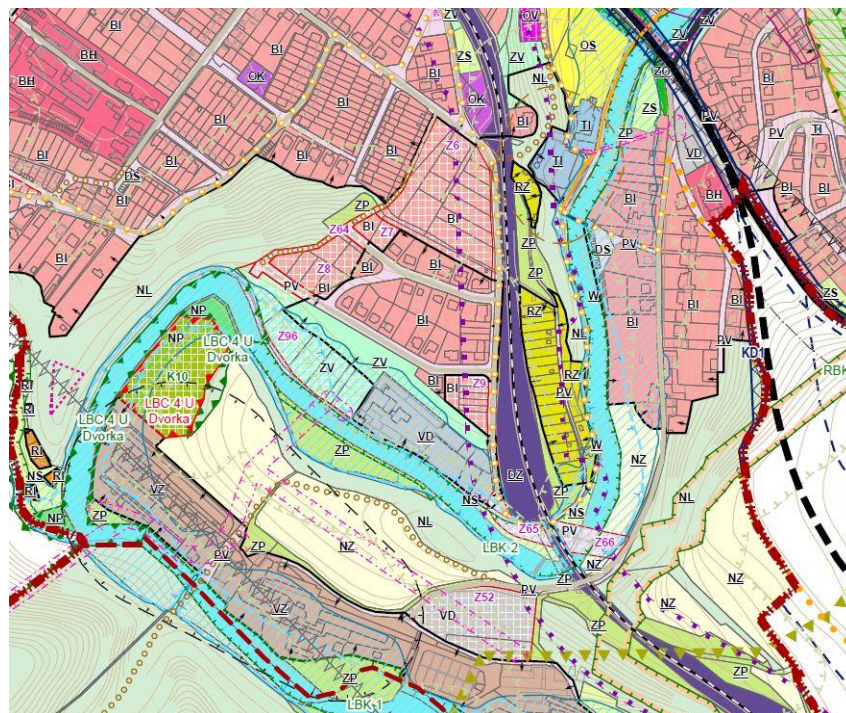 BI
ZV
OV
ZV
ZV
BH
BI
ZS
ZV
OS
BI
OK
BI
OK
NL
ZO
BI
BH
BI
BI
ZS
PV
BI
BI
Z6
BI
TI
ZP
PV
TI
BI
BI
BI
TI
VD
BI
DS
RZ
BH
BI
BI
ZP
BI
BI
Z64
BI
Z7
ZP
PV
BI
Z8
BI
BI
DS
NL
PV
BI
ZP
ZS
NP
BI
RZ
W
NP
LBC 4 U
Dvorka
Z96
NL
BI
BI
BI
K10
ZV
ZV
PV
KD1
RI
LBC 4 U
Dvorka
BI
Z9
RZ
PV
RBK
RI
LBC 4 U
Dvorka
VD
W
RI
ZP
NZ
NS
VZ
DZ
RI
NS
ZP
NL
NP
ZP
NL
NS
Z65
PV
Z66
PV
ZP
NZ
LBK 2
NZ
ZP
PV
Z52
NZ
NZ
VZ
VD
ZP
ZP
ZP
LBK 1